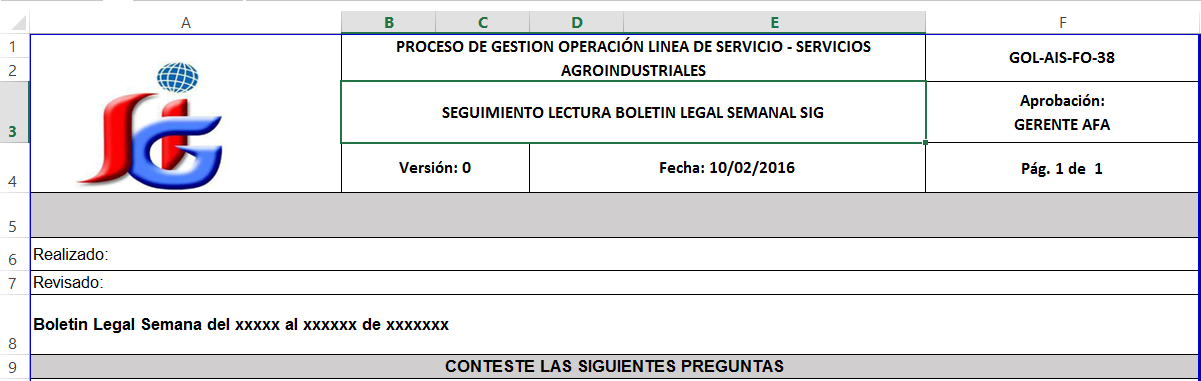 A B C D E F
1 PROCESO DE GESTION OPERACIÓN LINEA DE SERVICIO - SERVICIOS
2 AGROINDUSTRIALES
GOL-AIS-FO-38
SIG
3 SEGUIMIENTO LECTURA BOLETIN LEGAL SEMANAL SIG
Aprobación:
GERENTE AFA
4 Versión: 0 Fecha: 10/02/2016 Pág. 1 de 1
5
6 Realizado:
7 Revisado:
8 Boletin Legal Semana del xxxxx al xxxxxx de xxxxxxx
9 CONTESTE LAS SIGUIENTES PREGUNTAS